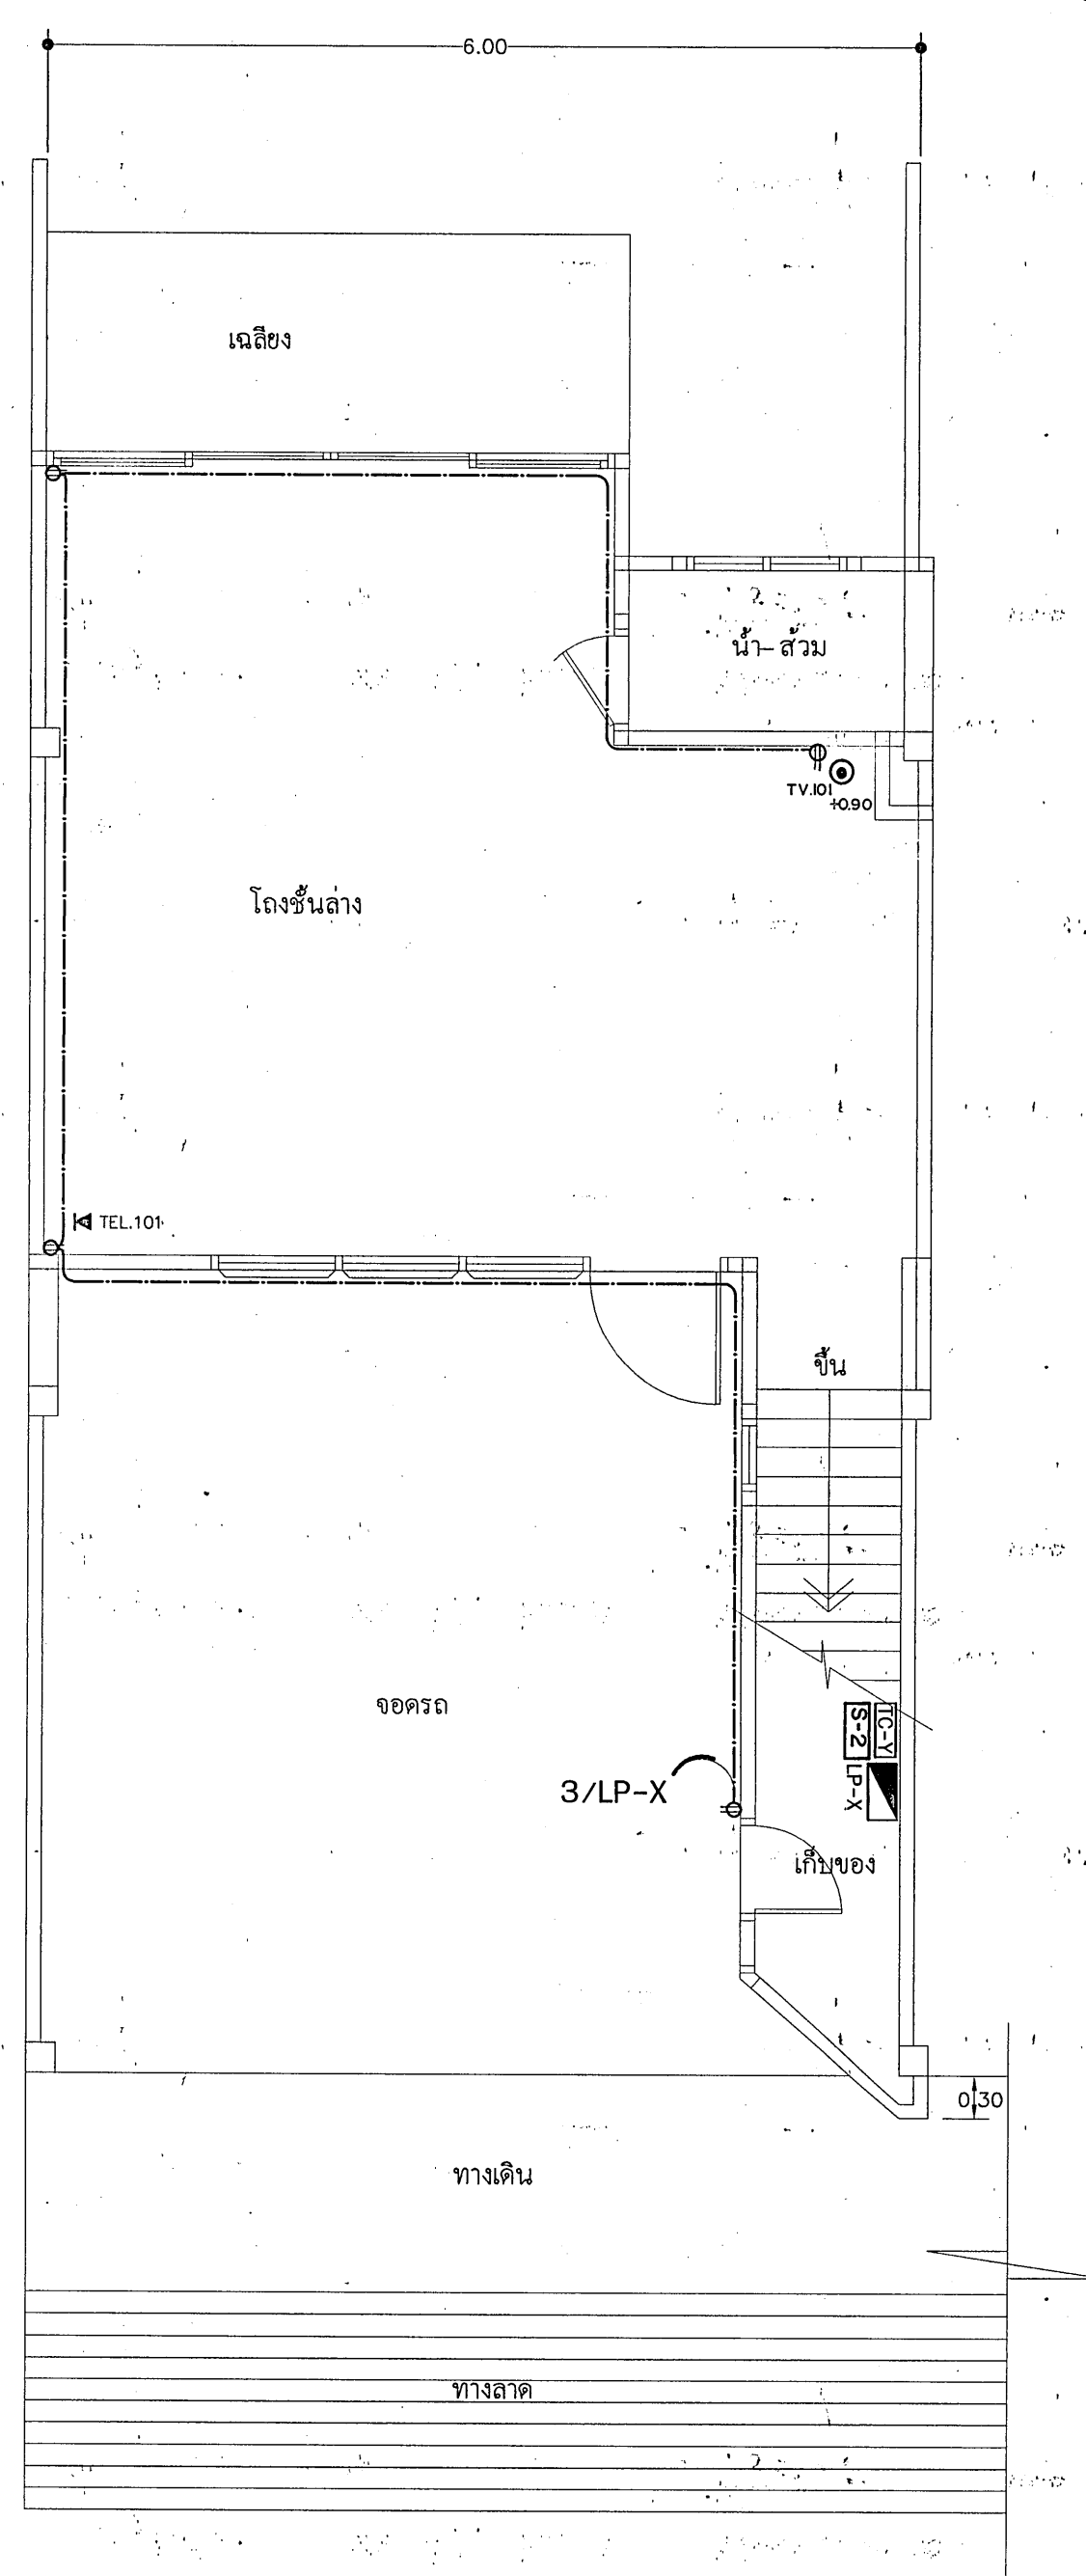 6.00
เฉลียง
น้ำ-ส้วม
TV.101
+0.90
โถงชั้นล่าง
TEL.101
ขึ้น
จอดรถ
TC-Y
S-2
LP-X
3/LP-X
เก็บของ
0.30
ทางเดิน
ทางลาด